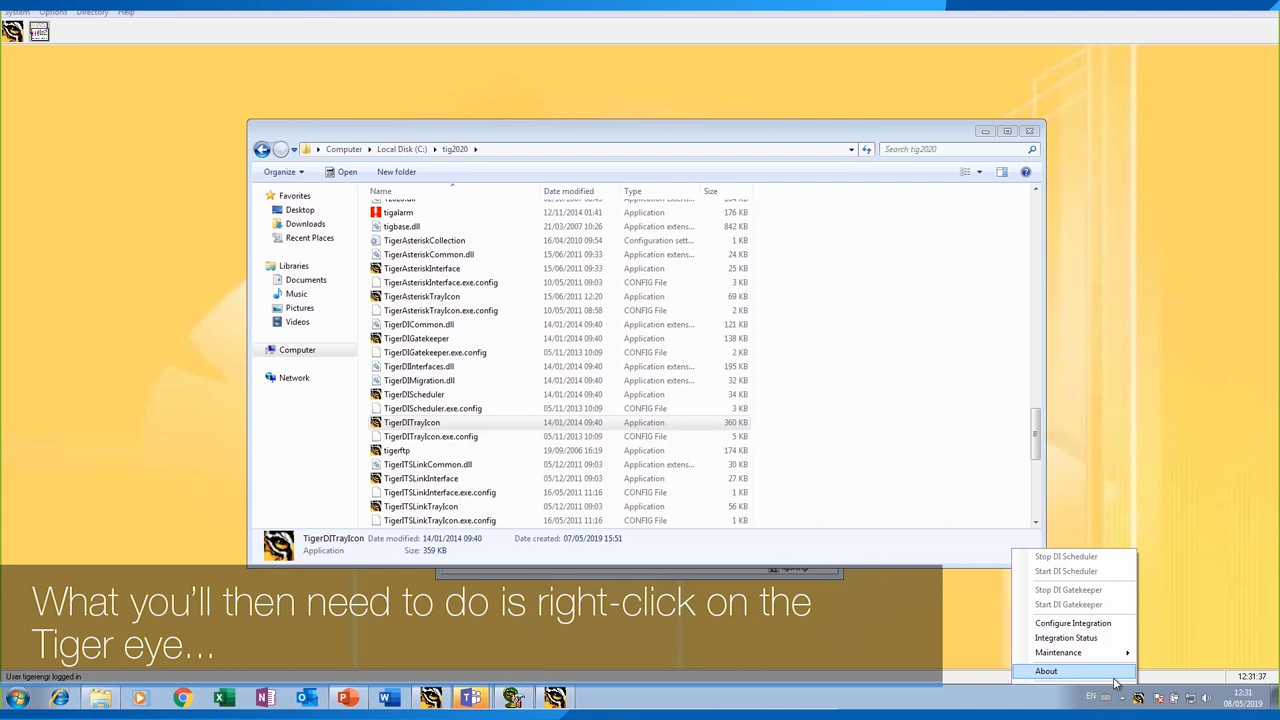 System Options Directory Help
Computer Local Disk (C:) tig2020 Search tig2020
Organize Open New folder
Name Date modified Type Size
Favorites
Desktop
Downloads
Recent Places
Libraries
Documents
Music
Pictures
Videos
Computer
Network
tigalarm 12/11/2014 01:41 Application 176 KB
tigbase.dll 21/03/2007 10:26 Application extens... 842 KB
TigerAsteriskCollection 16/04/2010 09:54 Configuration sett... 1 KB
TigerAsteriskCommon.dll 15/06/2011 09:33 Application extens... 24 KB
TigerAsteriskInterface 15/06/2011 09:33 Application 25 KB
TigerAsteriskInterface.exe.config 10/05/2011 09:03 CONFIG File 3 KB
TigerAsteriskTrayIcon 15/06/2011 12:20 Application 69 KB
TigerAsteriskTrayIcon.exe.config 10/05/2011 08:58 CONFIG File 3 KB
TigerDICommon.dll 14/01/2014 09:40 Application extens... 121 KB
TigerDIGatekeeper 14/01/2014 09:40 Application 138 KB
TigerDIGatekeeper.exe.config 05/11/2013 10:09 CONFIG File 2 KB
TigerDIInterfaces.dll 14/01/2014 09:40 Application extens... 195 KB
TigerDIMigration.dll 14/01/2014 09:40 Application extens... 32 KB
TigerDIScheduler 14/01/2014 09:40 Application 34 KB
TigerDIScheduler.exe.config 05/11/2013 10:09 CONFIG File 3 KB
TigerDITrayIcon 14/01/2014 09:40 Application 360 KB
TigerDITrayIcon.exe.config 05/11/2013 10:09 CONFIG File 5 KB
tigerftp 19/09/2006 16:19 Application 174 KB
TigerITSLinkCommon.dll 05/12/2011 09:03 Application extens... 30 KB
TigerITSLinkInterface 05/12/2011 09:03 Application 27 KB
TigerITSLinkInterface.exe.config 16/05/2011 11:16 CONFIG File 1 KB
TigerITSLinkTrayIcon 05/12/2011 09:03 Application 56 KB
TigerITSLinkTrayIcon.exe.config 16/05/2011 11:16 CONFIG File 1 KB
TigerDITrayIcon Date modified: 14/01/2014 09:40 Date created: 07/05/2019 15:51
Application Size: 359 KB
Stop DI Scheduler
Start DI Scheduler
Stop DI Gatekeeper
Start DI Gatekeeper
Configure Integration
Integration Status
Maintenance
About
What you'll then need to do is right-click on the
Tiger eye...
User tigerengr logged in 12:31:37
EN 12:31
08/05/2019